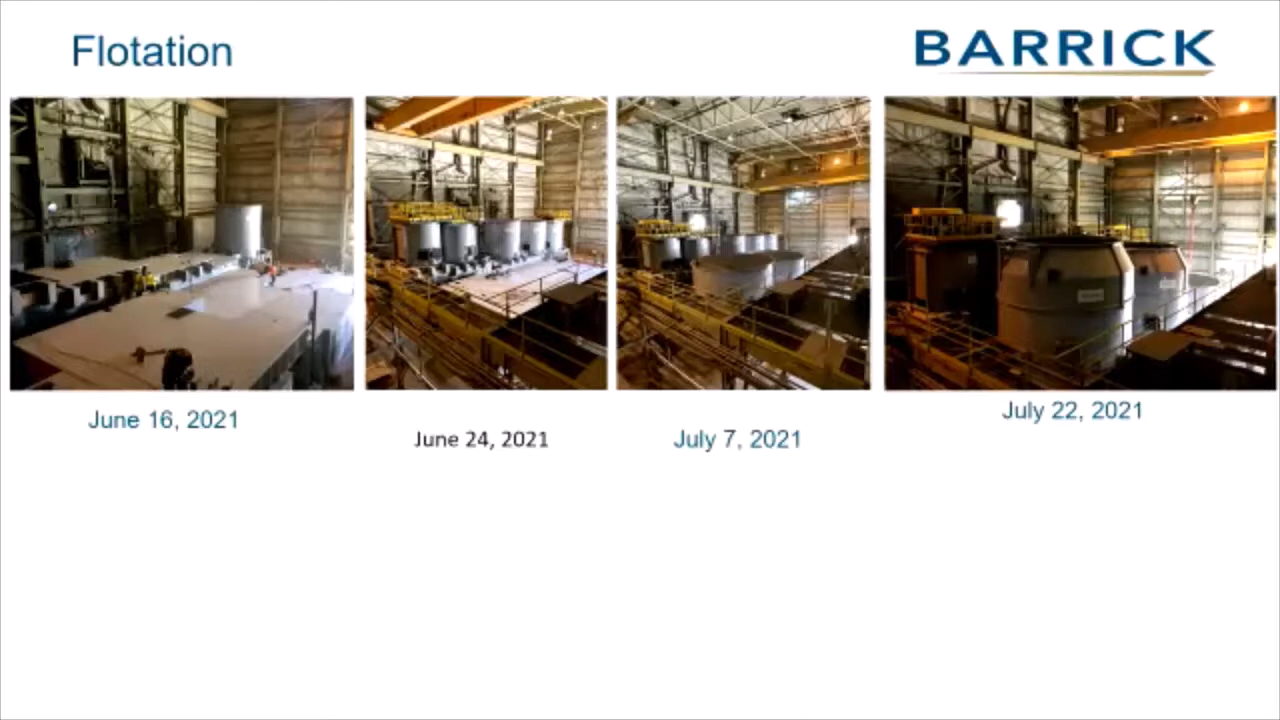 Flotation
BARRICK
June 16, 2021
June 24, 2021
July 7, 2021
July 22, 2021